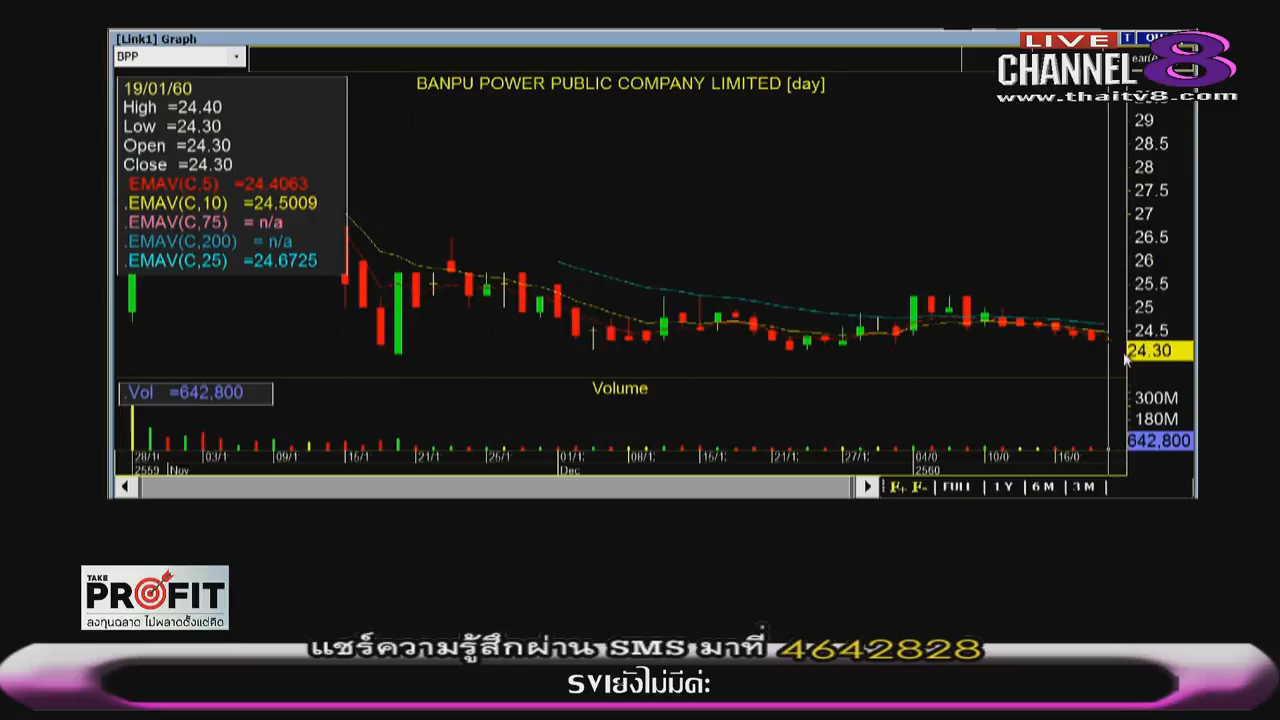 [Link1] Graph
BPP
LIVE
CHANNEL 8
www.thaitv8.com
BANPU POWER PUBLIC COMPANY LIMITED [day]
19/01/60
High =24.40
Low =24.30
Open =24.30
Close =24.30
EMAV(C,5) =24.4063
.EMAV(C,10) =24.5009
.EMAV(C,75) = n/a
.EMAV(C,200) = n/a
.EMAV(C,25) =24.6725
29
28.5
28
27.5
27
26.5
26
25.5
25
24.5
24.30
.Vol =642,800
Volume
300M
180M
642,800
28/1 03/1 09/1 15/1 21/1 25/1 01/1 08/1 15/1 21/1 27/1 04/0 10/0 16/0
2559 Nov Dec 2560
F+ F- FULL 1 Y 6 M 3 M
TAKE
PROFIT
ลงทุนฉลาด ไม่พลาดตั้งแต่คิด
แชร์ความรู้สึกผ่าน SMS มาที่ 4642828
SVIยังไม่มีค่ะ